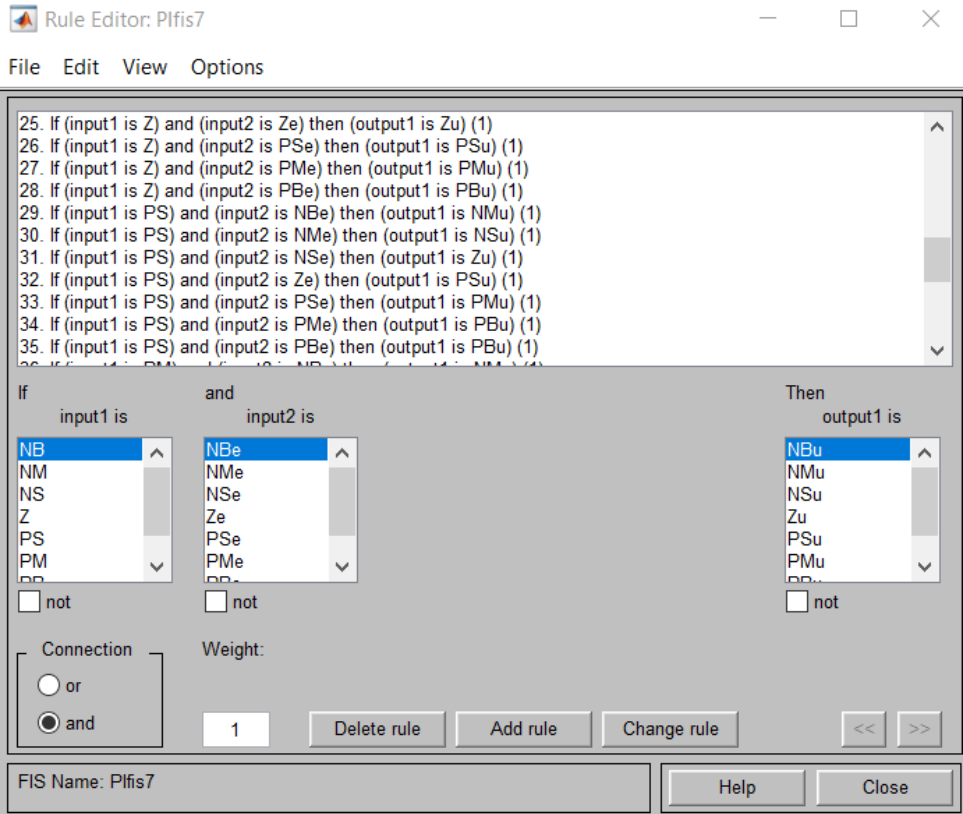 Rule Editor: PIfis7
File Edit View Options
25. If (input1 is Z) and (input2 is Ze) then (output1 is Zu) (1)
26. If (input1 is Z) and (input2 is PSe) then (output1 is PSu) (1)
27. If (input1 is Z) and (input2 is PMe) then (output1 is PMu) (1)
28. If (input1 is Z) and (input2 is PBe) then (output1 is PBu) (1)
29. If (input1 is PS) and (input2 is NBe) then (output1 is NMu) (1)
30. If (input1 is PS) and (input2 is NMe) then (output1 is NSu) (1)
31. If (input1 is PS) and (input2 is NSe) then (output1 is Zu) (1)
32. If (input1 is PS) and (input2 is Ze) then (output1 is PSu) (1)
33. If (input1 is PS) and (input2 is PSe) then (output1 is PMu) (1)
34. If (input1 is PS) and (input2 is PMe) then (output1 is PBu) (1)
35. If (input1 is PS) and (input2 is PBe) then (output1 is PBu) (1)
If and Then
input1 is input2 is output1 is
NB NBe NBu
NM NMe NMu
NS NSe NSu
Z Ze Zu
PS PSe PSu
PM PMe PMu
not not not
Connection Weight:
or
and 1 Delete rule Add rule Change rule << >>
FIS Name: PIfis7 Help Close